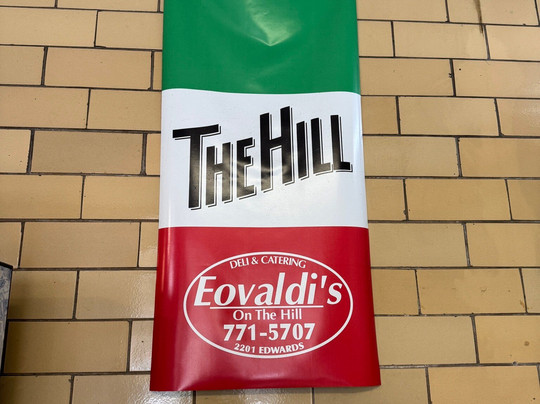 THE HILL
DELI & CATERING
Eovaldi's
On The Hill
771-5707
2201 EDWARDS